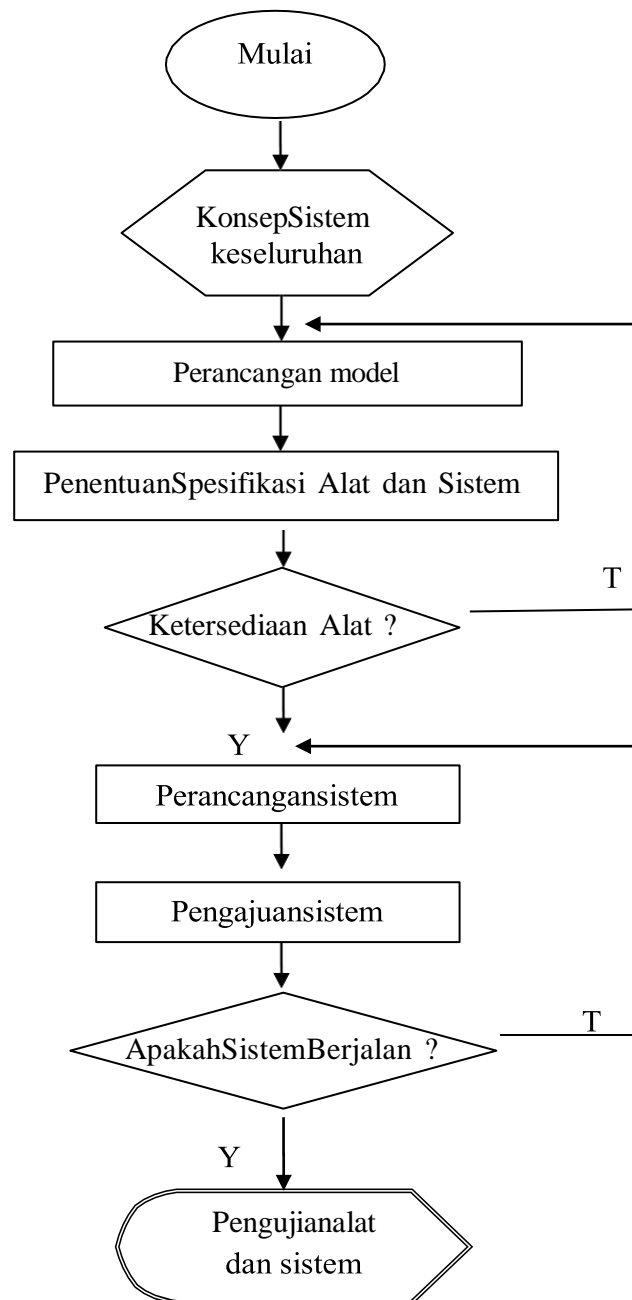 Mulai
KonsepSistem
keseluruhan
Perancangan model
PenentuanSpesifikasi Alat dan Sistem
T
Ketersediaan Alat ?
Y
Perancangansistem
Pengajuansistem
T
ApakahSistemBerjalan ?
Y
Pengujianalat
dan sistem